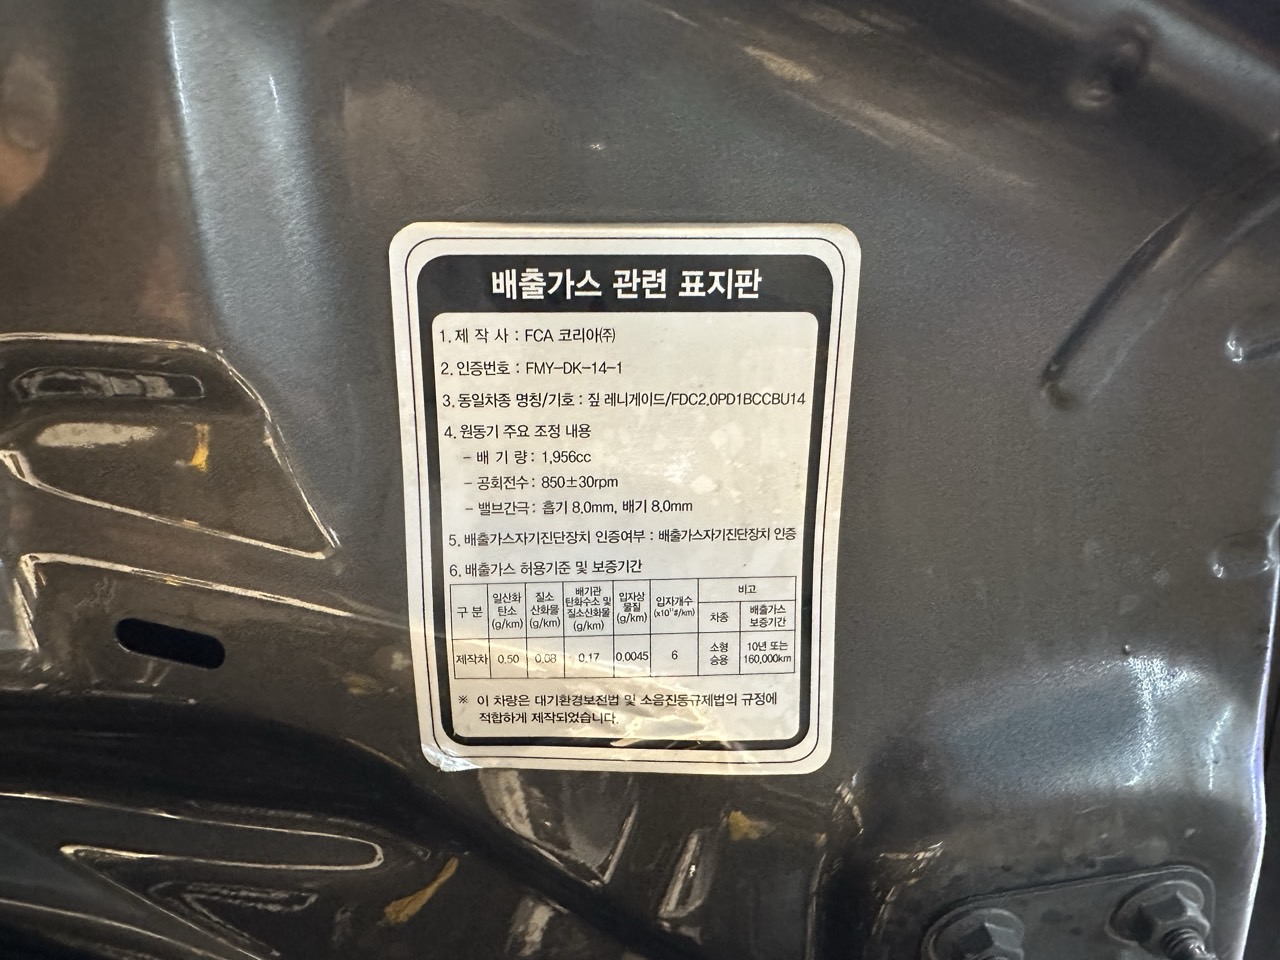 배출가스 관련 표지판
1. 제 작 사 : FCA 코리아(주)
2. 인증번호 : FMY-DK-14-1
3. 동일차종 명칭/기호 : 짚 레니게이드/FDC2.0PD1BCCBU14
4. 원동기 주요 조정 내용
- 배 기 량 : 1,956cc
- 공회전수 : 850±30rpm
- 밸브간극 : 흡기 8.0mm, 배기 8.0mm
5. 배출가스자기진단장치 인증여부 : 배출가스자기진단장치 인증
6. 배출가스 허용기준 및 보증기간
구 분 일산화탄소 (g/km) 질소산화물 (g/km) 배기관탄화수소 및 질소산화물 (g/km) 입자상물질 (g/km) 입자개수 (x10¹¹#/km) 비고
차종 배출가스 보증기간
제작차 0.50 0.08 0.17 0.0045 6 소형승용 10년 또는 160,000km
※ 이 차량은 대기환경보전법 및 소음진동규제법의 규정에
적합하게 제작되었습니다.